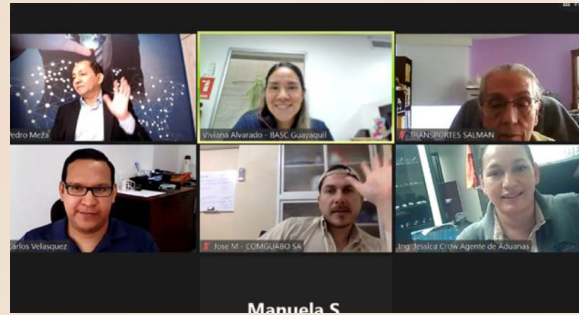 Pedro Meza
Viviana Alvarado - BASC Guayaquil
TRANSPORTES SALMAN
Carlos Velasquez
Jose M - COMGUABO SA
Ing. Jessica Crow Agente de Aduanas
Manuela S